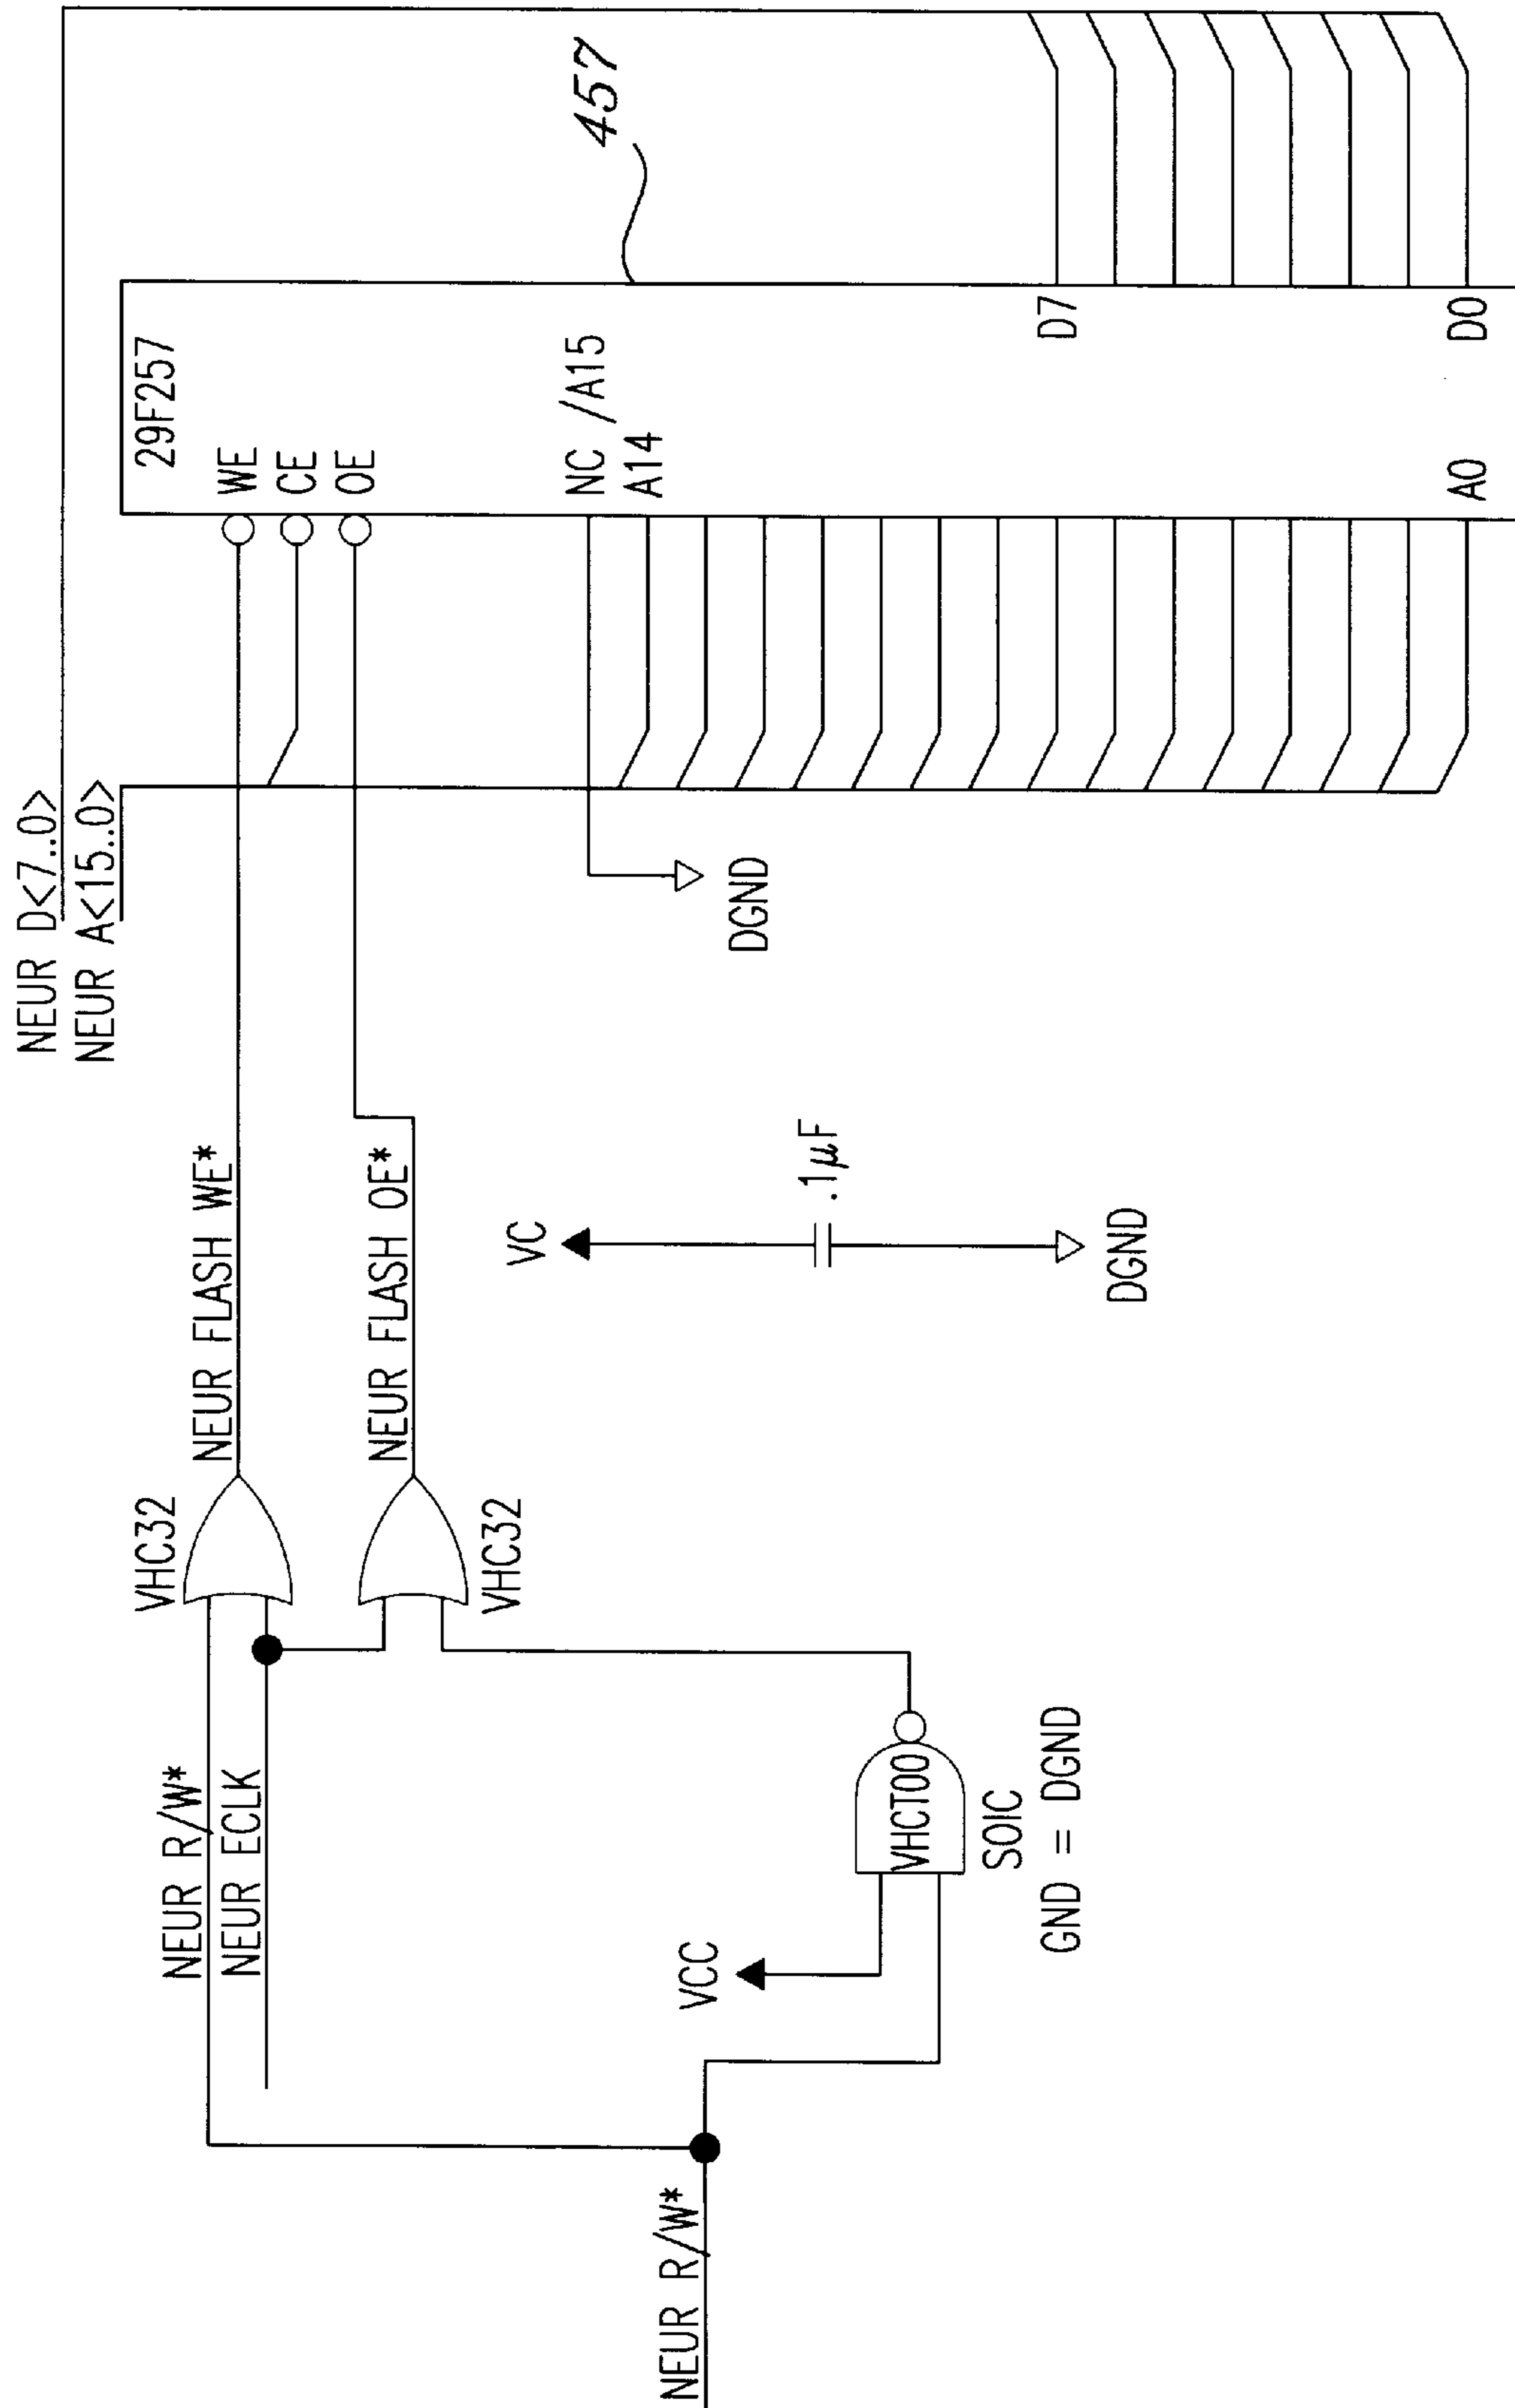 NEUR D<7..0>
NEUR A<15..0>
29F257
WE
CE
OE
NC /A15
A14
A0
D7
D0
457
DGND
NEUR FLASH WE*
NEUR FLASH OE*
VHC32
VHC32
VC
.1μF
DGND
NEUR R/W*
NEUR ECLK
VCC
VHCT00
SOIC
GND = DGND
NEUR R/W*